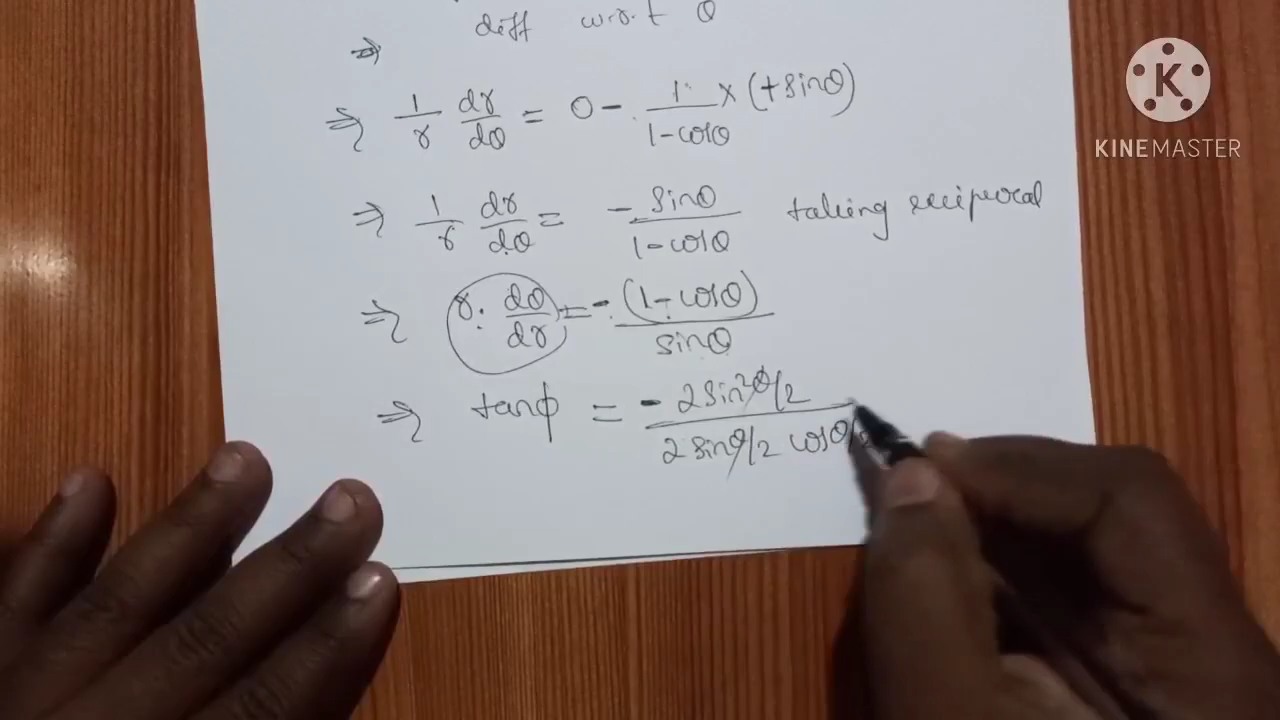 diff w.r.t θ
⇒
⇒ 1/r dr/dθ = 0 - 1/1-cosθ × (+sinθ)
⇒ 1/r dr/dθ = - sinθ/1-cosθ taking reciprocal
⇒ r. dθ/dr = - (1-cosθ)/sinθ
⇒ tanϕ = - 2sin²θ/2 / 2sinθ/2 cosθ/2
K
KINEMASTER